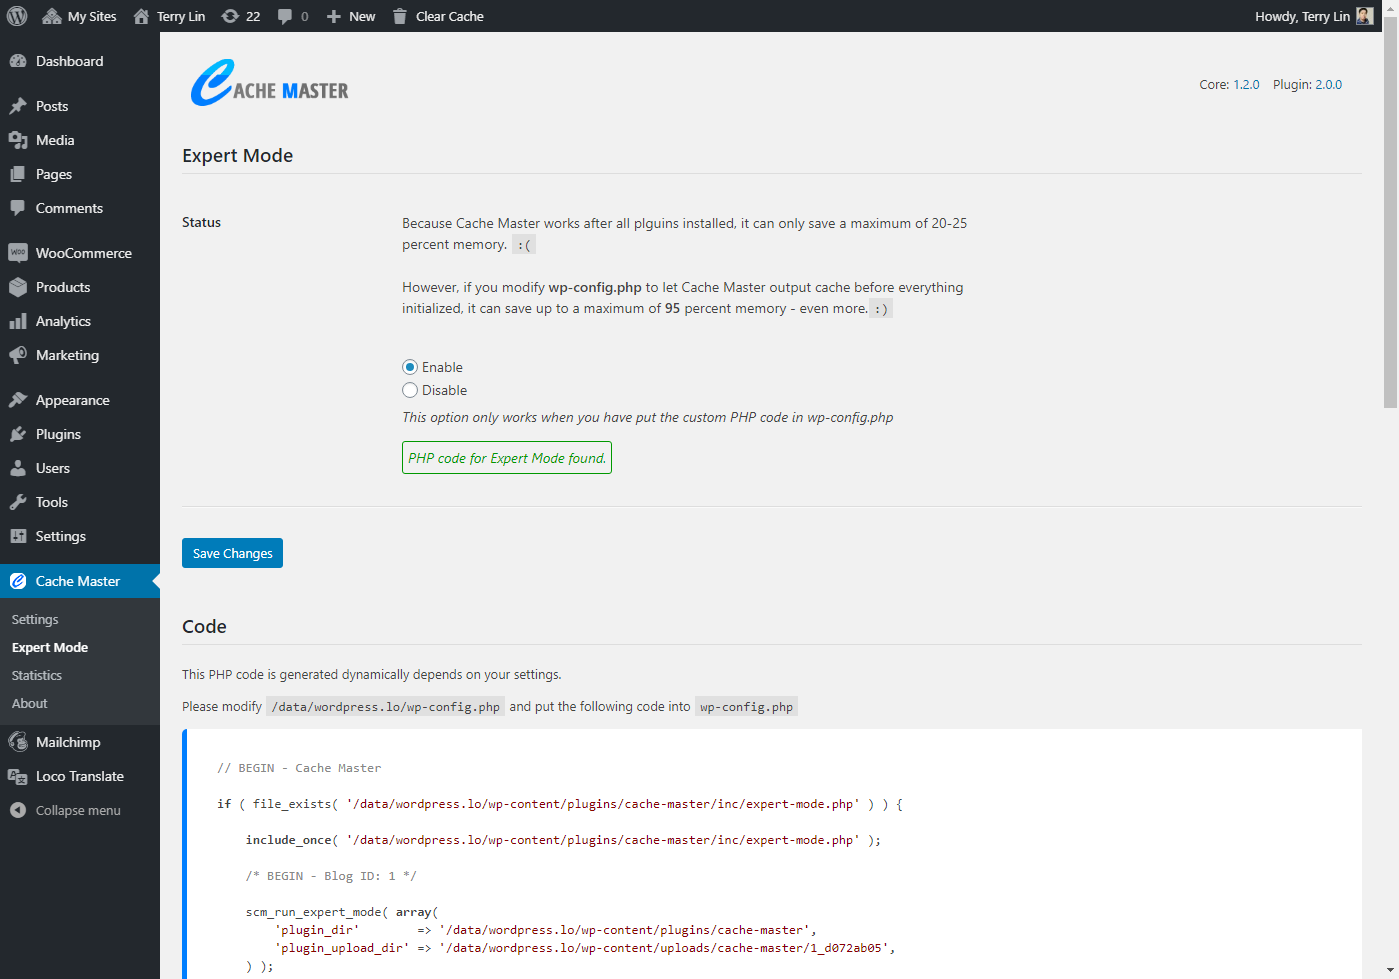 My Sites
Terry Lin
22
0
New
Clear Cache
Howdy, Terry Lin
Dashboard
Posts
Media
Pages
Comments
WooCommerce
Products
Analytics
Marketing
Appearance
Plugins
Users
Tools
Settings
Cache Master
Settings
Expert Mode
Statistics
About
Mailchimp
Loco Translate
Collapse menu
CACHE MASTER
Core: 1.2.0 Plugin: 2.0.0
Expert Mode
Status
Because Cache Master works after all plguins installed, it can only save a maximum of 20-25
percent memory. :(
However, if you modify wp-config.php to let Cache Master output cache before everything
initialized, it can save up to a maximum of 95 percent memory - even more. :)
Enable
Disable
This option only works when you have put the custom PHP code in wp-config.php
PHP code for Expert Mode found.
Save Changes
Code
This PHP code is generated dynamically depends on your settings.
Please modify /data/wordpress.lo/wp-config.php and put the following code into wp-config.php
// BEGIN - Cache Master
if ( file_exists( '/data/wordpress.lo/wp-content/plugins/cache-master/inc/expert-mode.php' ) ) {
include_once( '/data/wordpress.lo/wp-content/plugins/cache-master/inc/expert-mode.php' );
/* BEGIN - Blog ID: 1 */
scm_run_expert_mode( array(
'plugin_dir' => '/data/wordpress.lo/wp-content/plugins/cache-master',
'plugin_upload_dir' => '/data/wordpress.lo/wp-content/uploads/cache-master/1_d072ab05',
) );